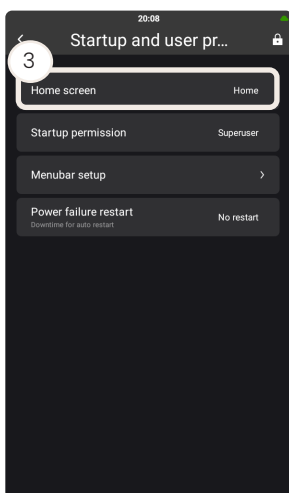 20:08
Startup and user pr...
3
Home screen Home
Startup permission Superuser
Menubar setup
Power failure restart
Downtime for auto restart
No restart